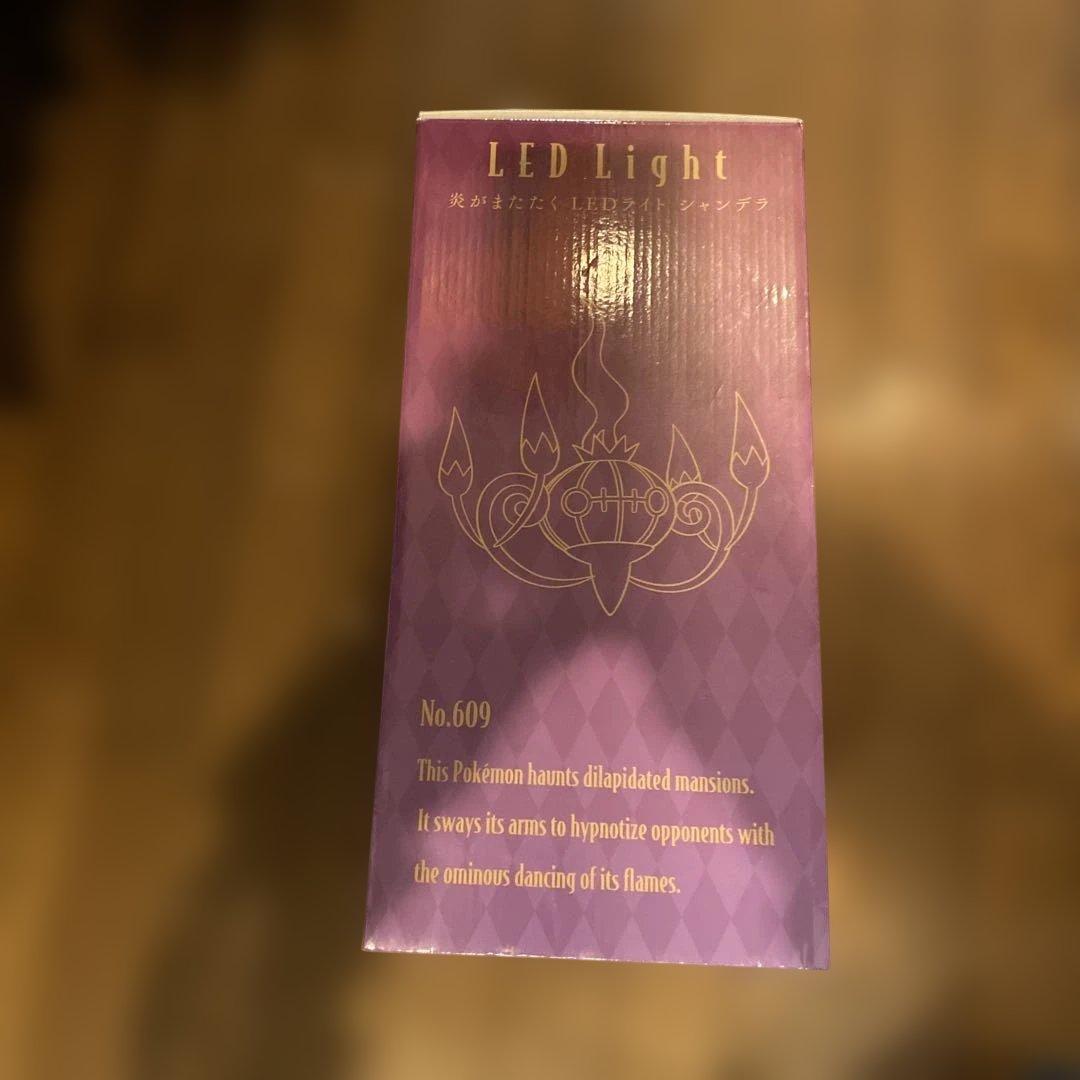 LED Light
炎がまたたく LEDライト シャンデラ
No.609
This Pokémon haunts dilapidated mansions.
It sways its arms to hypnotize opponents with
the ominous dancing of its flames.